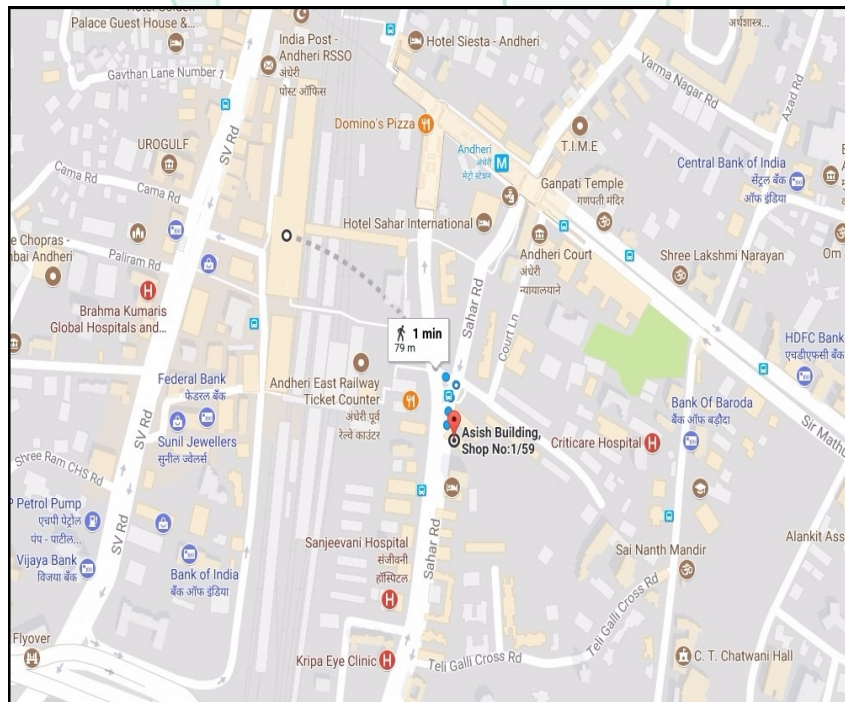 Palace Guest House &...
India Post -
Andheri RSSO
अंधेरी
पोस्ट ऑफिस
Hotel Siesta - Andheri
अर्थशास्त्र...
Gavthan Lane Number 1
Varma Nagar Rd
Azad Rd
SV Rd
Domino's Pizza
T.I.M.E
UROGULF
Andheri
अंधेरी
मेट्रो स्टेशन
M
Central Bank of India
सेंट्रल बैंक
ऑफ इंडिया
Cama Rd
Cama Rd
Ganpati Temple
गणपती मंदिर
Hotel Sahar International
e Chopras -
bai Andheri
Paliram Rd
Andheri Court
अंधेरी
न्यायालयाने
Shree Lakshmi Narayan
Om
Sahar Rd
Court Ln
H
Brahma Kumaris
Global Hospitals and...
1 min
79 m
HDFC Bank
एचडीएफसी बैंक
Federal Bank
फेडरल बैंक
Andheri East Railway
Ticket Counter
अंधेरी पूर्व
रेल्वे काउंटर
Bank Of Baroda
बैंक ऑफ बड़ौदा
Sunil Jewellers
सुनील ज्वेलर्स
SV Rd
Asish Building,
Shop No:1/59
Criticare Hospital
H
Sir Mathu
Shree Ram CHS Rd
P Petrol Pump
एचपी पेट्रोल
पंप - पाटील...
SV Rd
Sanjeevani Hospital
संजीवनी
हॉस्पिटल
H
Sahar Rd
Sai Nanth Mandir
Alankit Ass
Vijaya Bank
विजया बैंक
Bank of India
बैंक ऑफ इंडिया
Teli Galli Cross Rd
Flyover
Kripa Eye Clinic
H
Teli Galli Cross Rd
C. T. Chatwani Hall